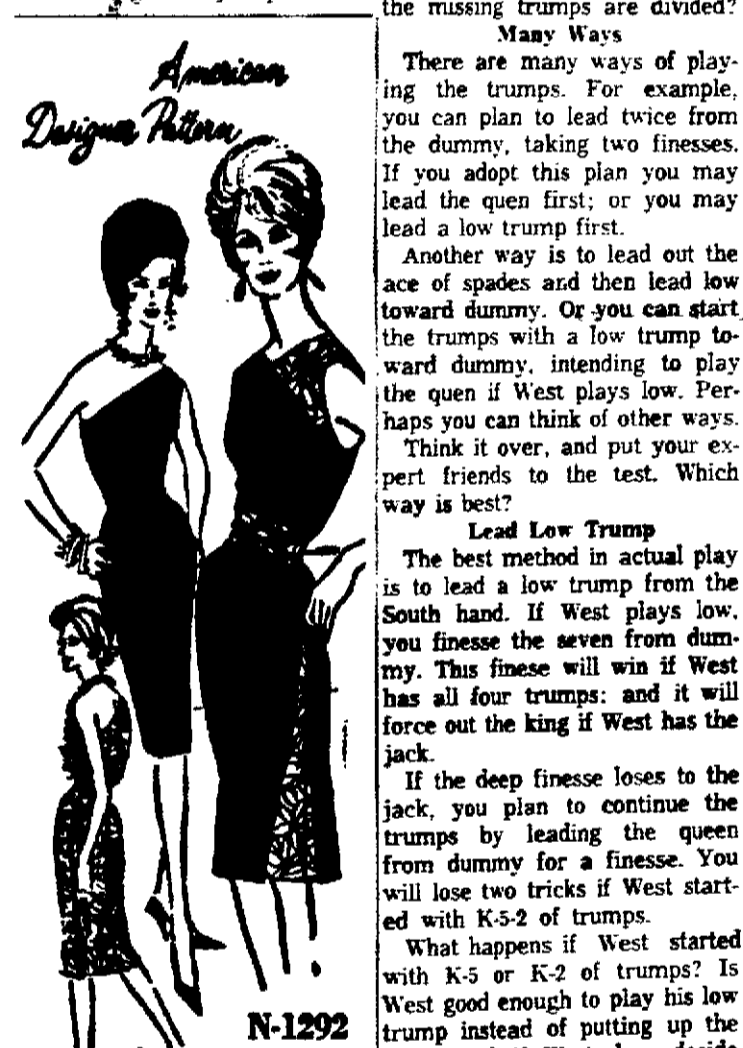 American
Designer Pattern
N-1292
the missing trumps are divided?
Many Ways
There are many ways of play-
ing the trumps. For example,
you can plan to lead twice from
the dummy, taking two finesses.
If you adopt this plan you may
lead the quen first; or you may
lead a low trump first.
Another way is to lead out the
ace of spades and then lead low
toward dummy. Or you can start
the trumps with a low trump to-
ward dummy, intending to play
the quen if West plays low. Per-
haps you can think of other ways.
Think it over, and put your ex-
pert friends to the test. Which
way is best?
Lead Low Trump
The best method in actual play
is to lead a low trump from the
South hand. If West plays low,
you finesse the seven from dum-
my. This finese will win if West
has all four trumps: and it will
force out the king if West has the
jack.
If the deep finesse loses to the
jack, you plan to continue the
trumps by leading the queen
from dummy for a finesse. You
will lose two tricks if West start-
ed with K-5-2 of trumps.
What happens if West started
with K-5 or K-2 of trumps? Is
West good enough to play his low
trump instead of putting up the